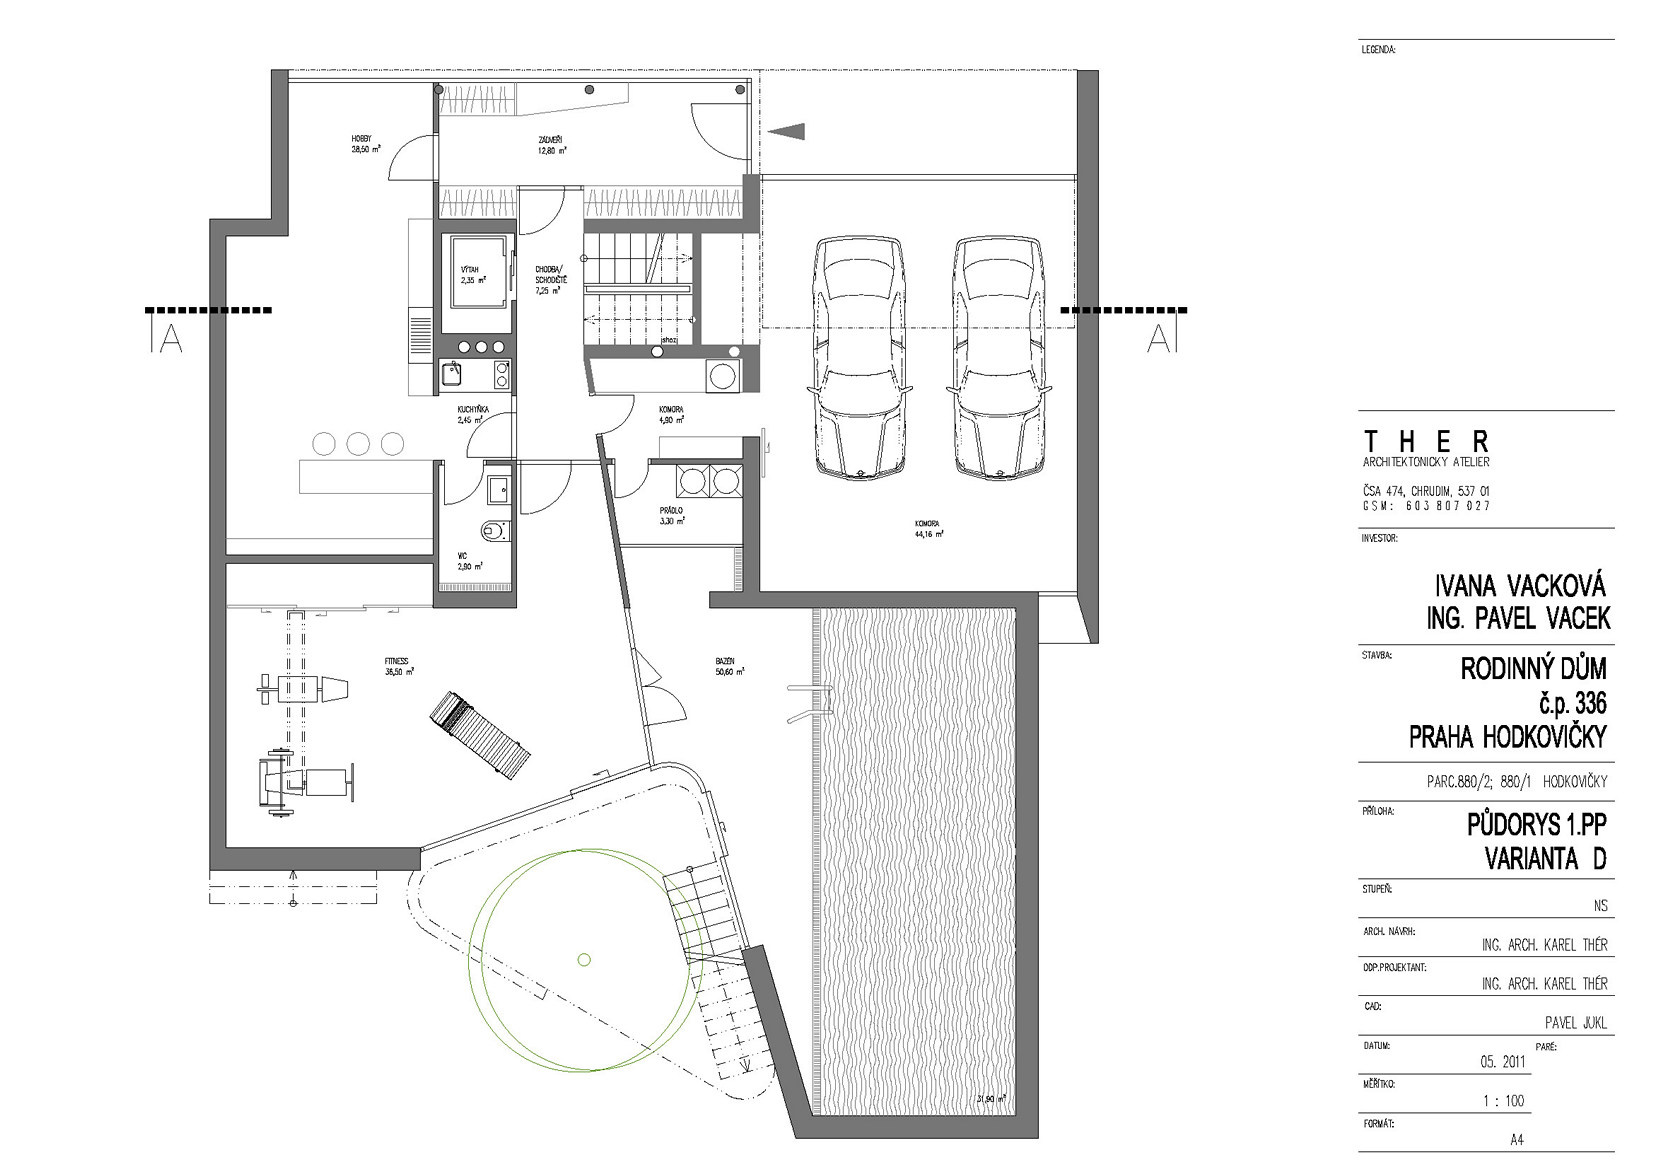 HOBBY
28,50 m²
ZÁDVEŘÍ
12,80 m²
VÝTAH
2,35 m²
CHODBA/
SCHODIŠTĚ
7,25 m²
A
A
shoz
KUCHYŇKA
2,45 m²
KOMORA
4,90 m²
PRÁDLO
3,30 m²
KOMORA
44,16 m²
WC
2,90 m²
FITNESS
36,50 m²
BAZÉN
50,60 m²
31,90 m²
LEGENDA:
THER
ARCHITEKTONICKÝ ATELIER
ČSA 474, CHRUDIM, 537 01
GSM: 603 807 027
INVESTOR:
IVANA VACKOVÁ
ING. PAVEL VACEK
STAVBA:
RODINNÝ DŮM
č.p. 336
PRAHA HODKOVIČKY
PARC.880/2; 880/1 HODKOVIČKY
PŘÍLOHA:
PŮDORYS 1.PP
VARIANTA D
STUPEŇ:
NS
ARCH. NÁVRH:
ING. ARCH. KAREL THÉR
ODP.PROJEKTANT:
ING. ARCH. KAREL THÉR
CAD:
PAVEL JUKL
DATUM:
05. 2011
PARÉ:
MĚŘÍTKO:
1 : 100
FORMÁT:
A4